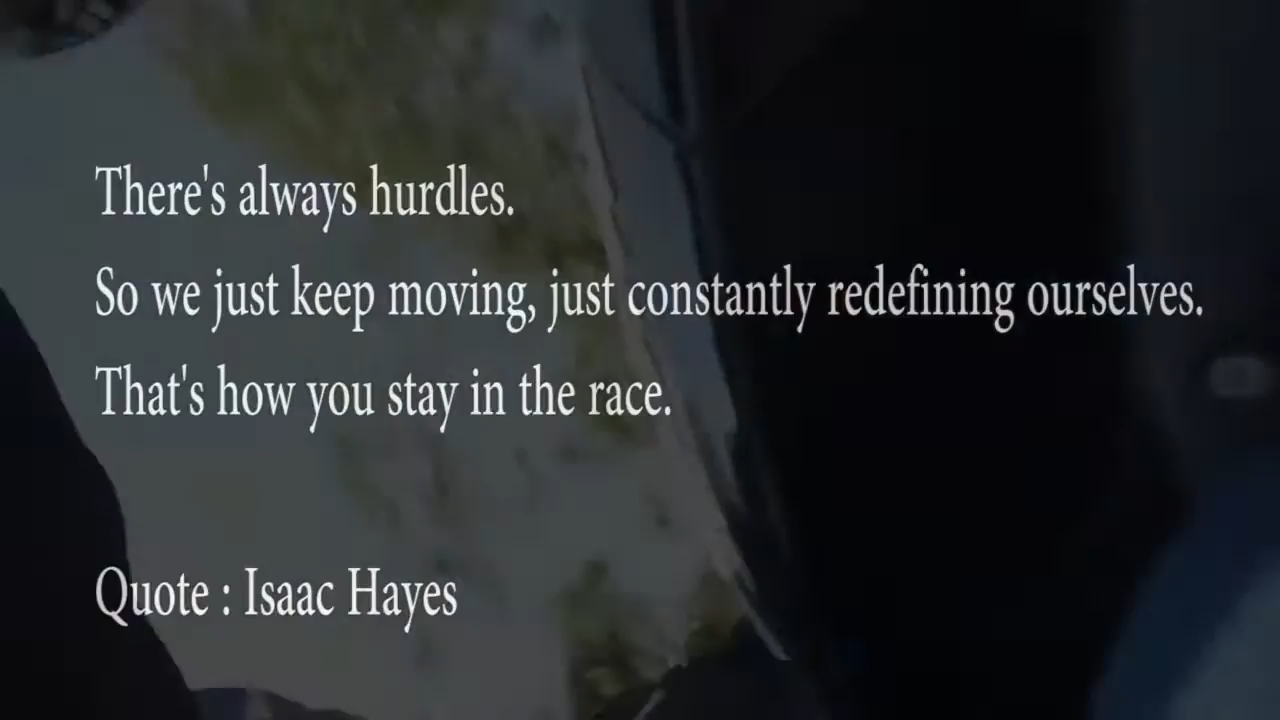 There's always hurdles.
So we just keep moving, just constantly redefining ourselves.
That's how you stay in the race.
Quote : Isaac Hayes